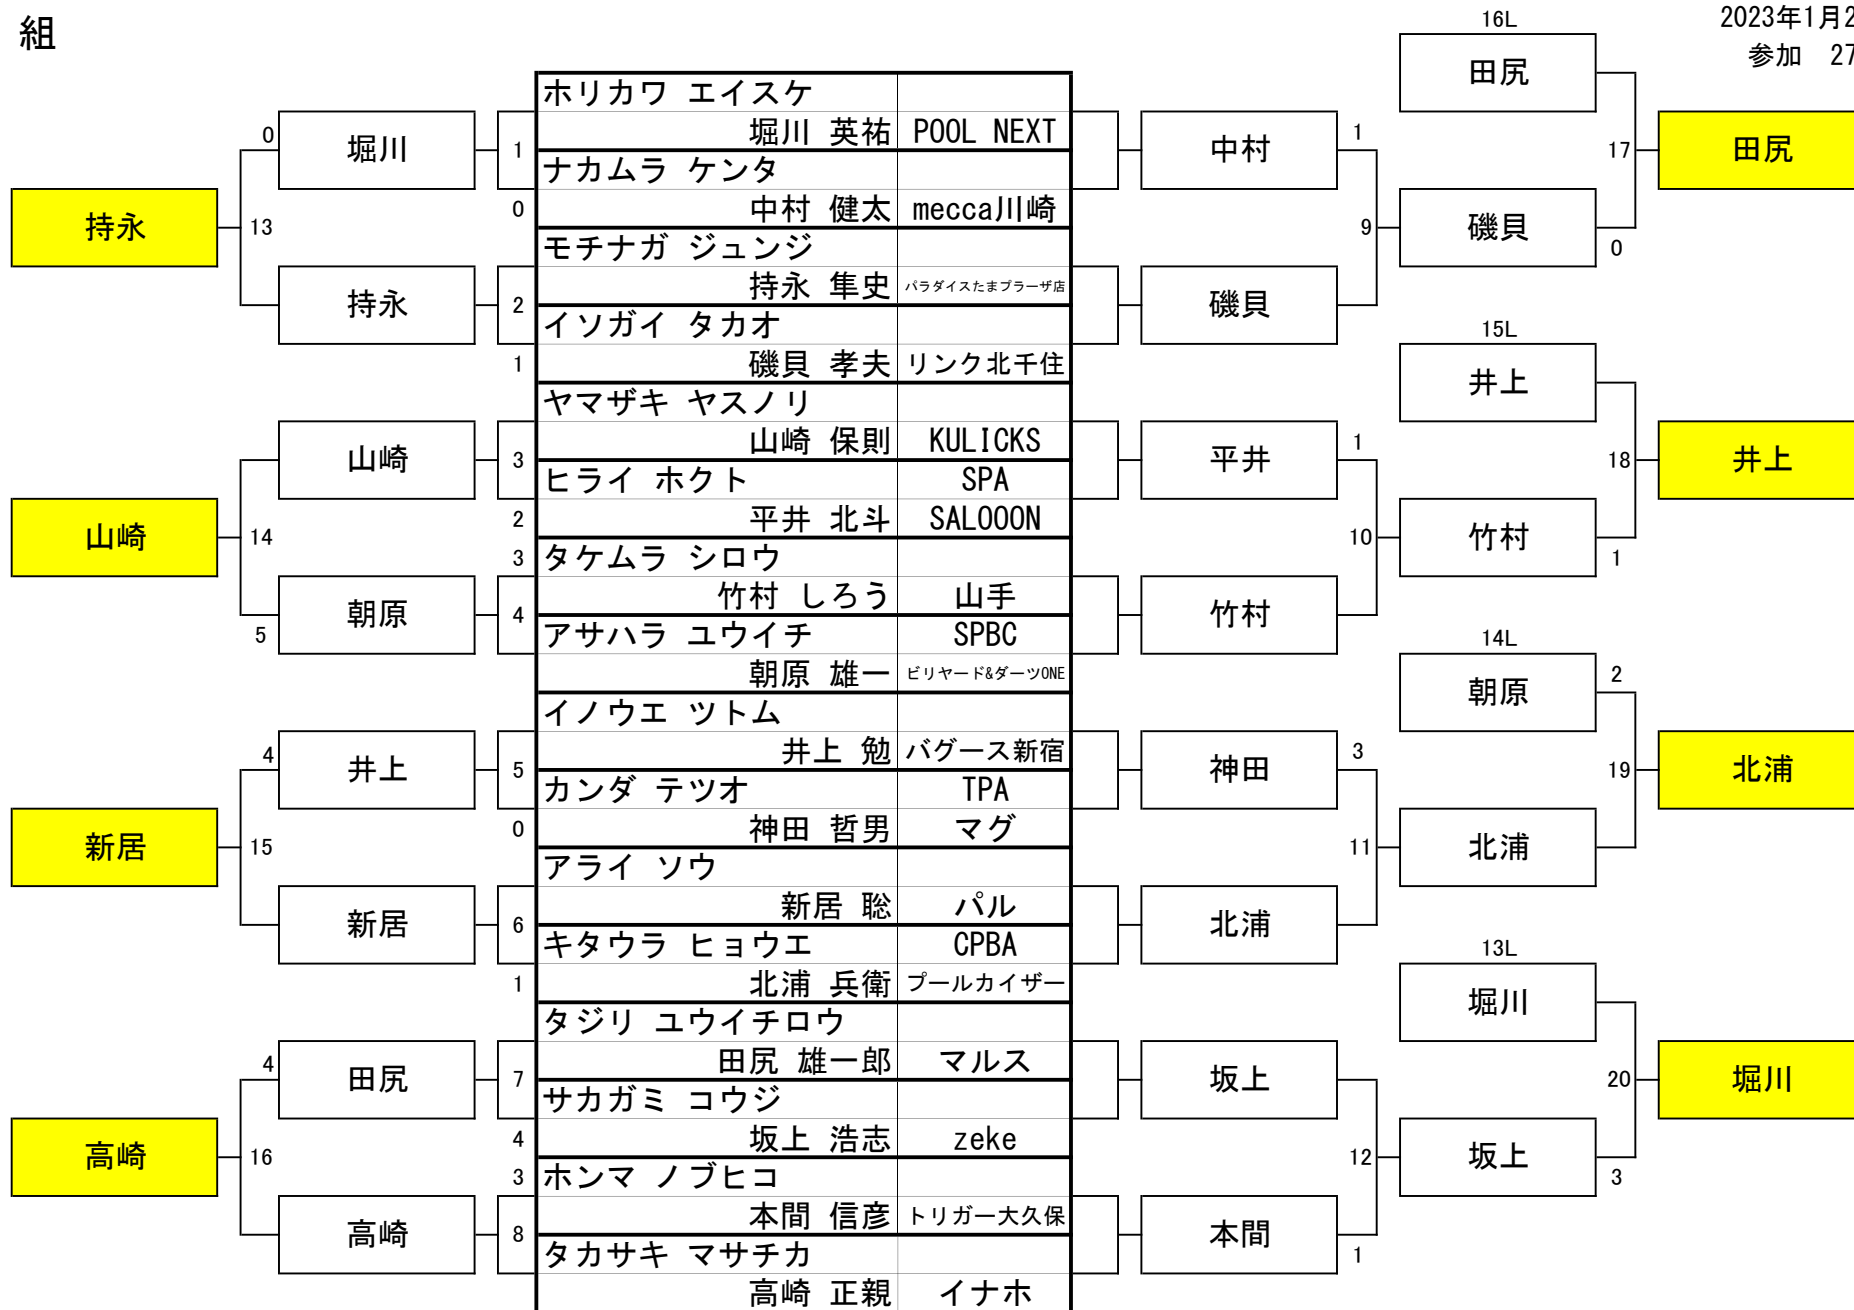 組
2023年1月2
参加 27
16L
田尻
ホリカワ エイスケ
堀川 英祐 POOL NEXT
0 堀川 1 中村 1 17 田尻
ナカムラ ケンタ
0 中村 健太 mecca川崎
持永 13 9 磯貝 0
モチナガ ジュンジ
持永 隼史 パラダイスたまプラーザ店
持永 2 磯貝
イソガイ タカオ
1 磯貝 孝夫 リンク北千住
15L
井上
ヤマザキ ヤスノリ
山崎 保則 KULICKS
山崎 3 平井 1 18 井上
ヒライ ホクト SPA
2 平井 北斗 SALOOON
山崎 14 10 竹村 1
3 タケムラ シロウ
竹村 しろう 山手
5 朝原 4 竹村
アサハラ ユウイチ SPBC
朝原 雄一 ビリヤード&ダーツONE
14L
朝原 2
イノウエ ツトム
井上 勉 バグース新宿
4 井上 5 神田 3 19 北浦
カンダ テツオ TPA
0 神田 哲男 マグ
新居 15 11 北浦
アライ ソウ
新居 聡 パル
新居 6 北浦
キタウラ ヒョウエ CPBA
1 北浦 兵衛 プールカイザー
13L
堀川
タジリ ユウイチロウ
田尻 雄一郎 マルス
4 田尻 7 坂上 20 堀川
サカガミ コウジ
4 坂上 浩志 zeke
高崎 16 12 坂上 3
3 ホンマ ノブヒコ
本間 信彦 トリガー大久保
高崎 8 本間 1
タカサキ マサチカ
高崎 正親 イナホ